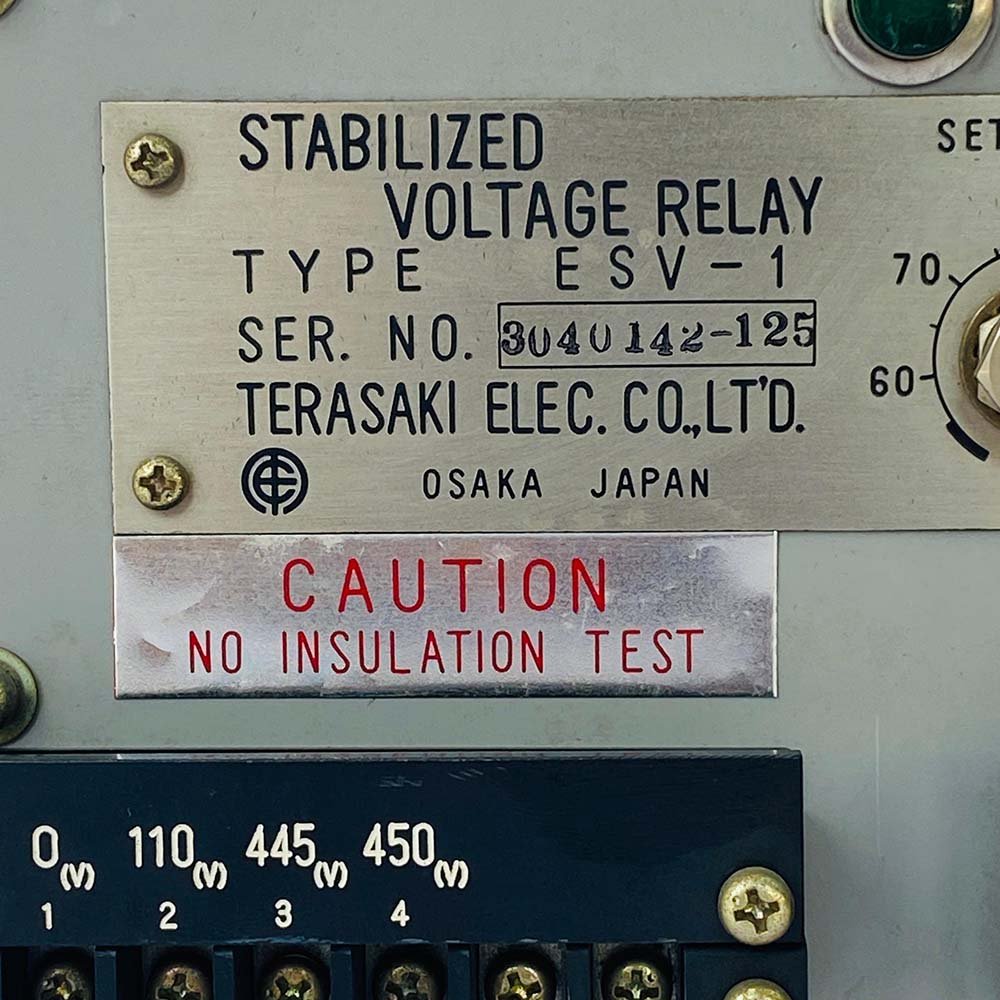 STABILIZED
VOLTAGE RELAY
TYPE ESV-1
SER. NO. 3040142-125
TERASAKI ELEC. CO.,LT'D.
OSAKA JAPAN
SET
70
60
CAUTION
NO INSULATION TEST
0(V) 110(V) 445(V) 450(V)
1 2 3 4